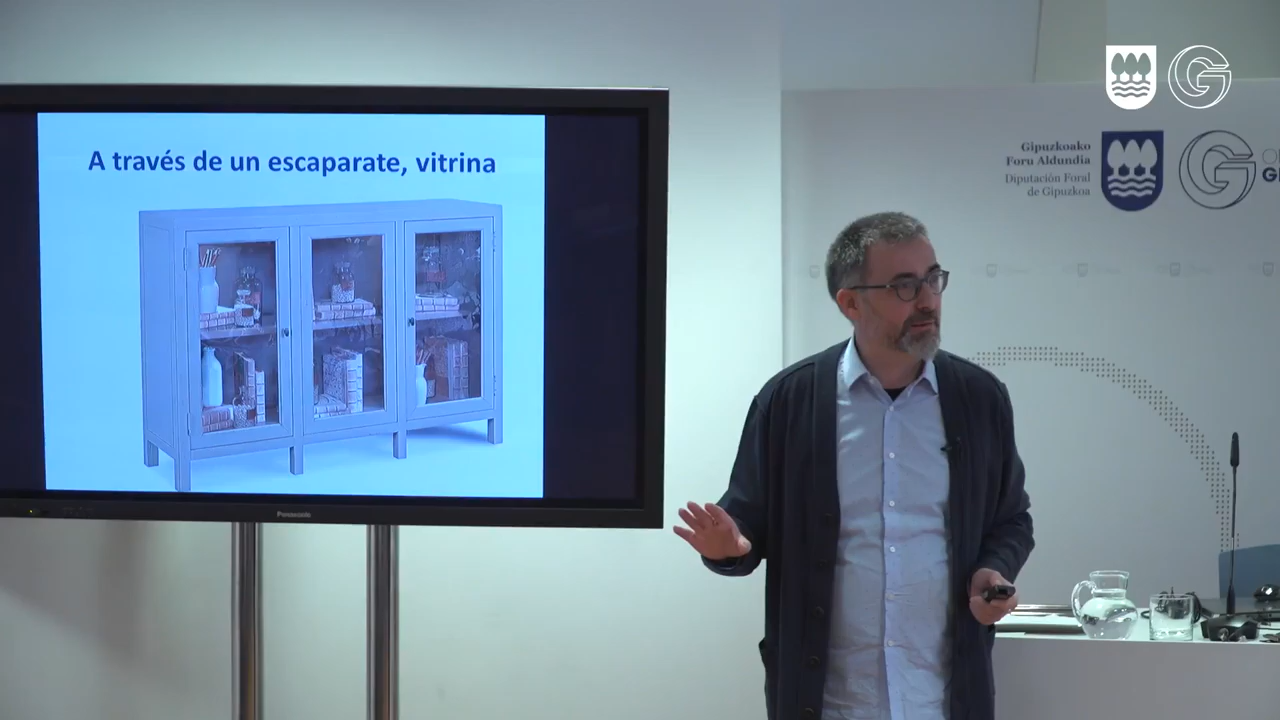 A través de un escaparate, vitrina
Panasonic
Gipuzkoako
Foru Aldundia
Diputación Foral
de Gipuzkoa
G
G